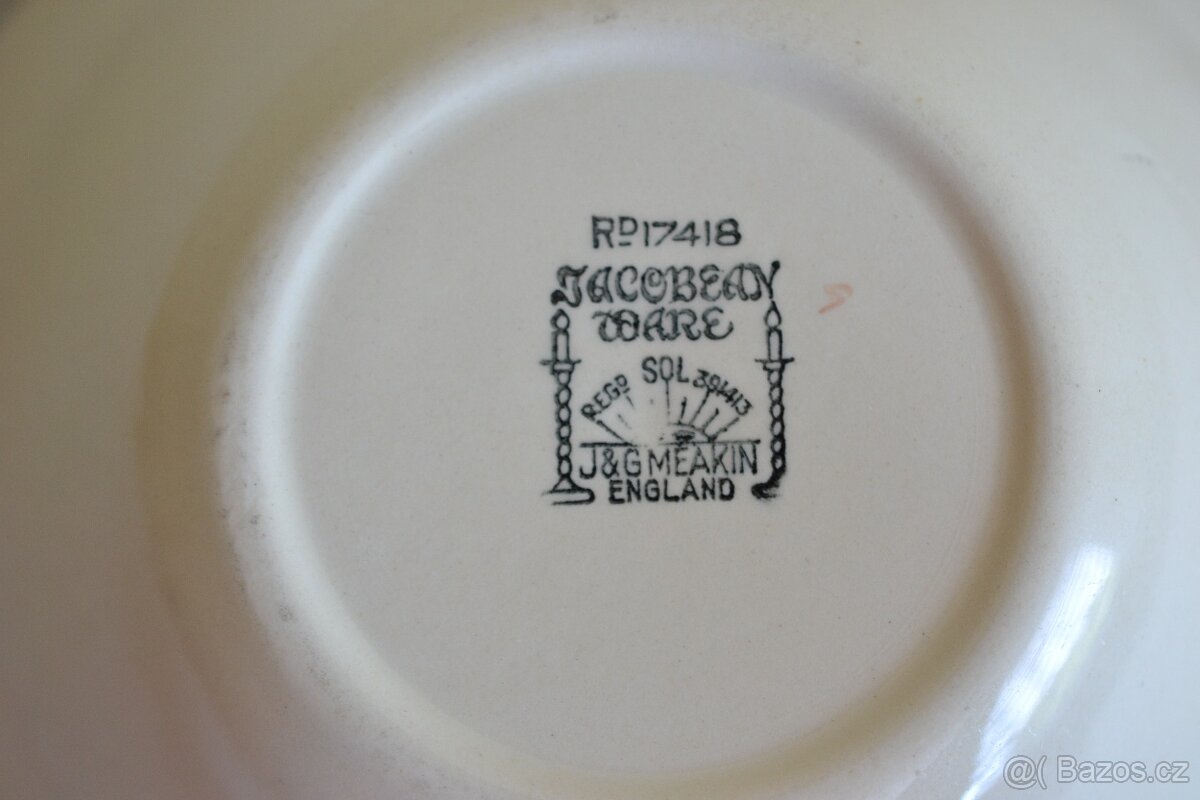 RD 17418
JACOBEAN
WARE
REGD SOL 391413
J&G MEAKIN
ENGLAND
S
@( Bazos.cz